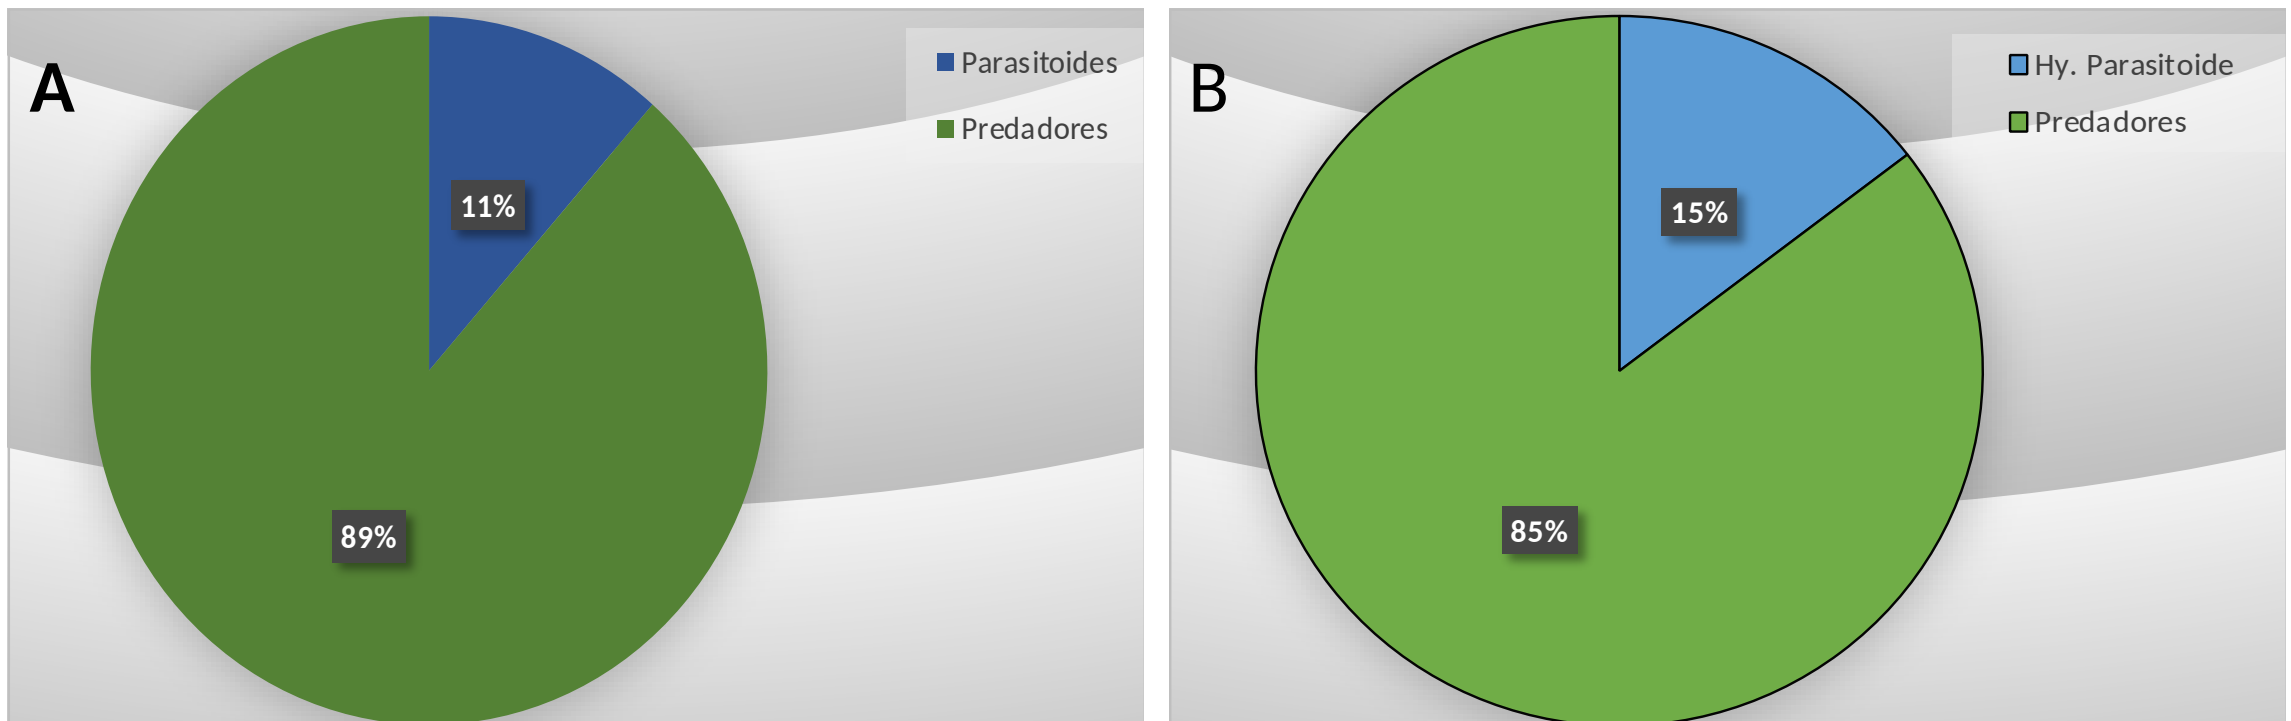 A
Parasitoides
Predadores
11%
89%
B
Hy. Parasitoide
Predadores
15%
85%